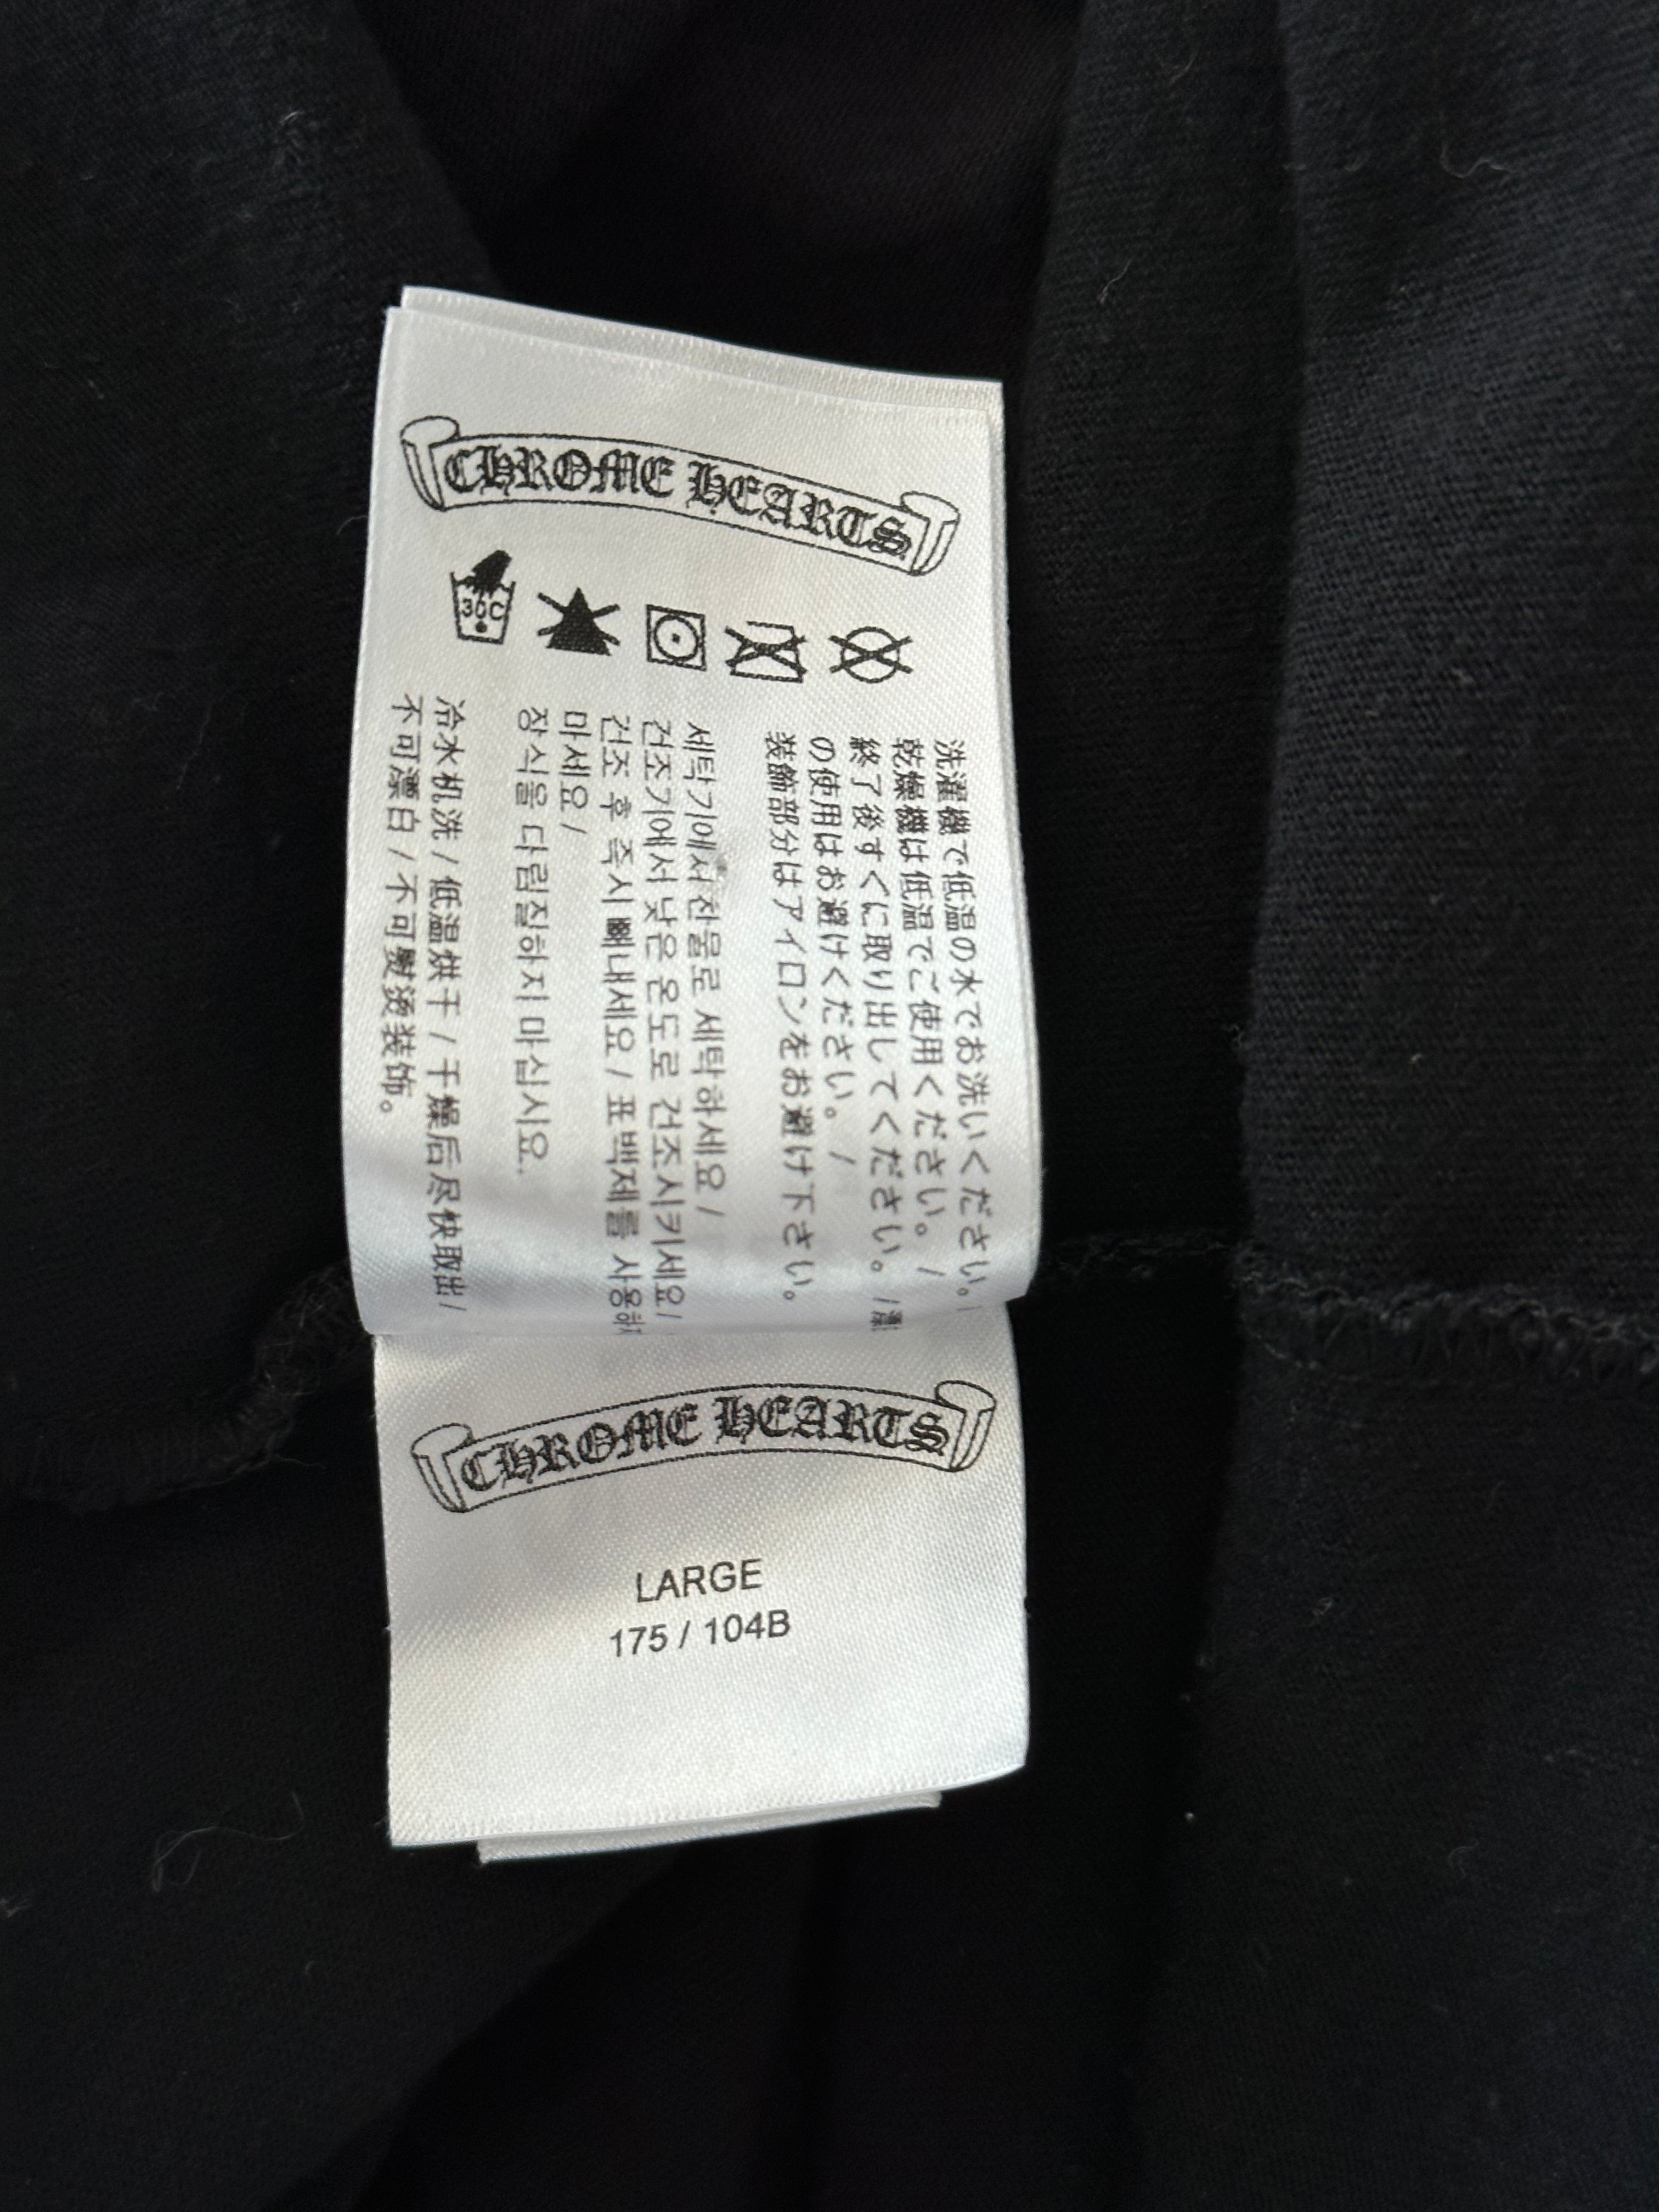 CHROME HEARTS
30C
洗濯機で低温の水でお洗いください。
乾燥機は低温でご使用ください。 /
終了後すぐに取り出してください。 / 漂
の使用はお避けください。 /
装飾部分はアイロンをお避け下さい。
세탁기에서 찬물로 세탁하세요 /
건조기에서 낮은 온도로 건조시키세요 /
건조 후 즉시 빼내세요 / 표백제를 사용하지
마세요 /
장식을 다림질하지 마십시요.
冷水机洗 / 低温烘干 / 干燥后尽快取出 /
不可漂白 / 不可熨烫装饰。
CHROME HEARTS
LARGE
175 / 104B